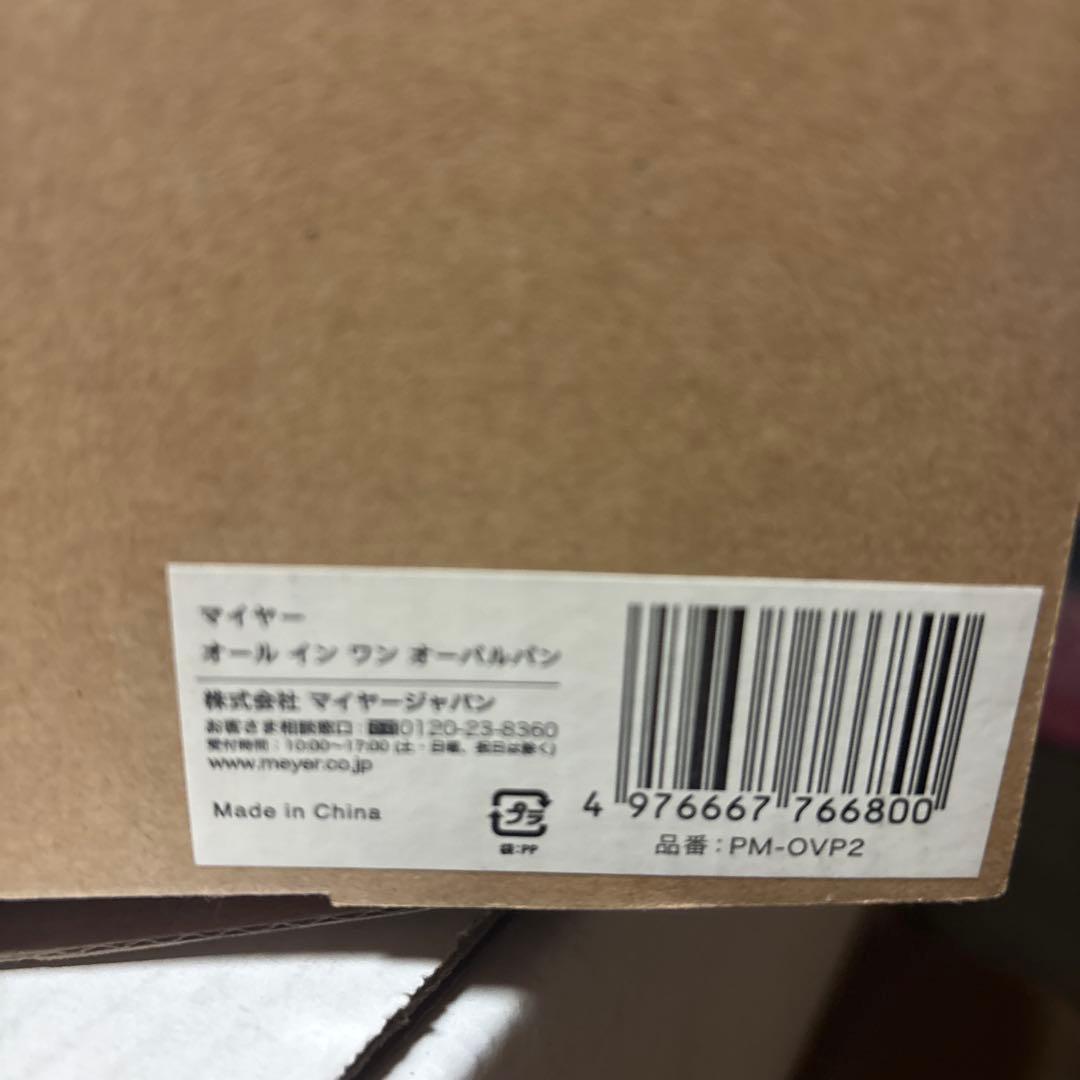 マイヤー
オール イン ワン オーバルパン
株式会社 マイヤージャパン
お客さま相談窓口：0120-23-8360
受付時間：10:00〜17:00 (土・日曜、祝日は除く)
www.meyer.co.jp
Made in China
プラ
袋:PP
4 976667 766800
品番：PM-OVP2